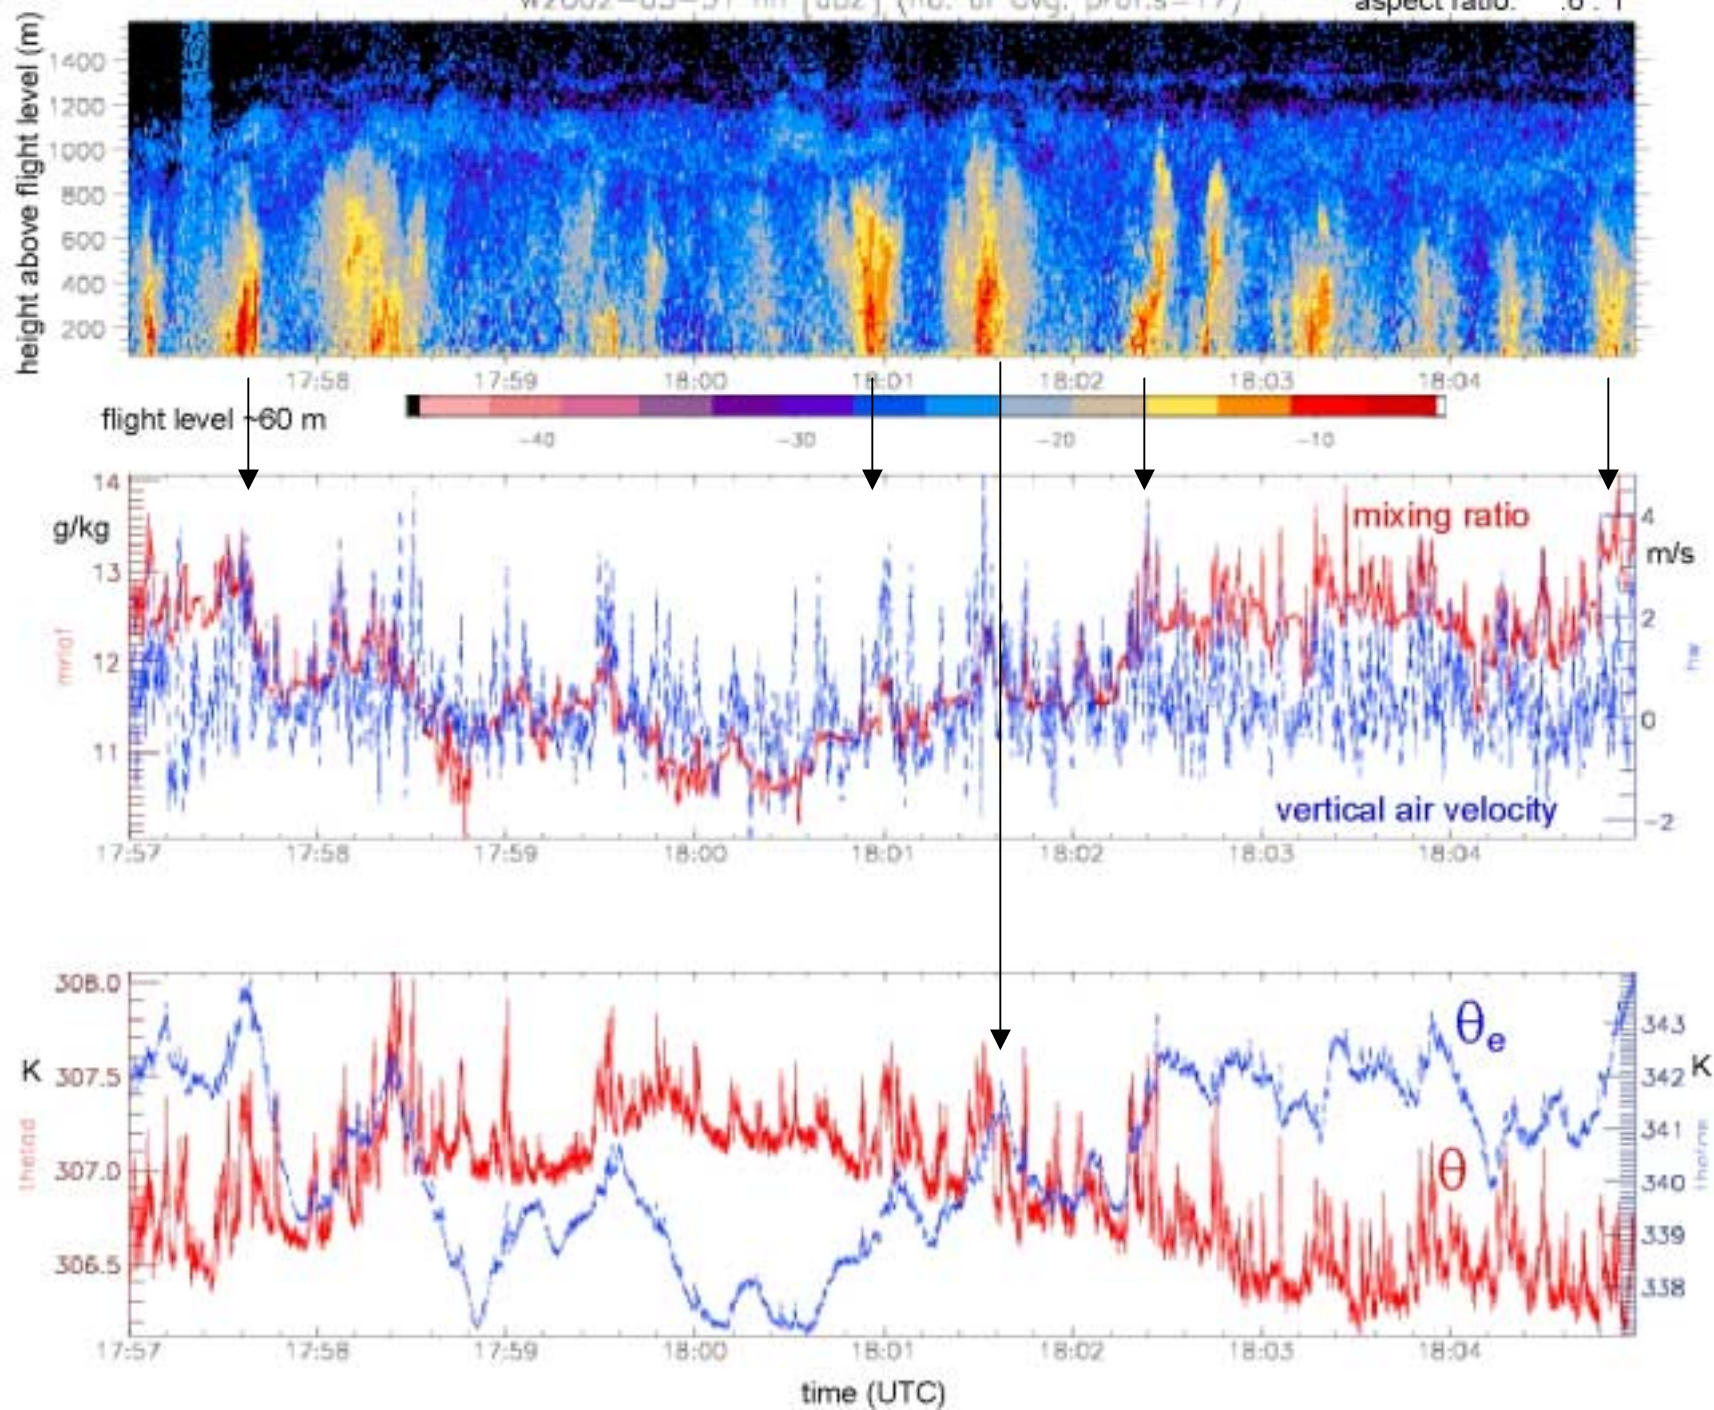 aspect ratio: .6 : 1
height above flight level (m)
1400
1200
1000
800
600
400
200
17:58 17:59 18:00 18:01 18:02 18:03 18:04
flight level ~60 m
-40 -30 -20 -10
14
13
12
11
g/kg
mixing ratio
4
2
0
-2
m/s
vertical air velocity
17:57 17:58 17:59 18:00 18:01 18:02 18:03 18:04
308.0
307.5
307.0
306.5
K
thetad
θe
θ
343
342
341
340
339
338
K
17:57 17:58 17:59 18:00 18:01 18:02 18:03 18:04
time (UTC)